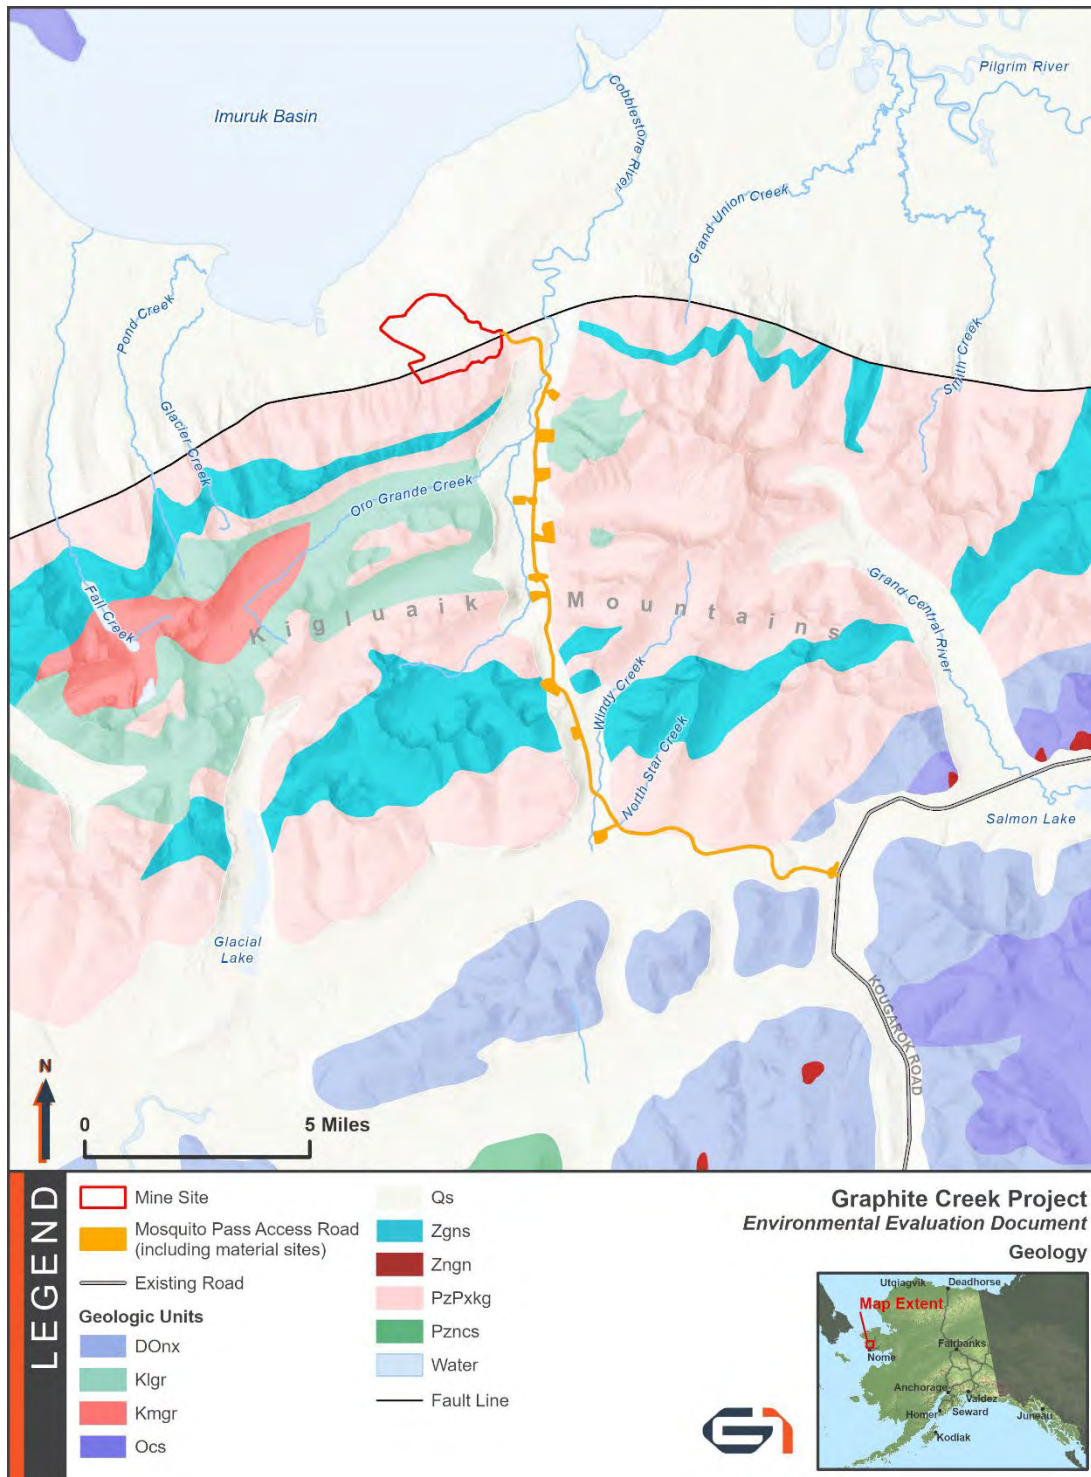 Imuruk Basin
Cobblestone River
Pilgrim River
Grand Union Creek
Pond Creek
Glacier Creek
Smith Creek
Oro Grande Creek
Fall Creek
Kigluaik Mountains
Grand Central River
Windy Creek
North Star Creek
Salmon Lake
Glacial
Lake
KOUGAROK ROAD
N
0 5 Miles
LEGEND
Mine Site
Mosquito Pass Access Road
(including material sites)
Existing Road
Geologic Units
DOnx
Klgr
Kmgr
Ocs
Qs
Zgns
Zngn
PzPxkg
Pzncs
Water
Fault Line
Graphite Creek Project
Environmental Evaluation Document
Geology
Utqiagvik Deadhorse
Map Extent
Fairbanks
Nome
Anchorage
Valdez
Homer Seward
Juneau
Kodiak
G1